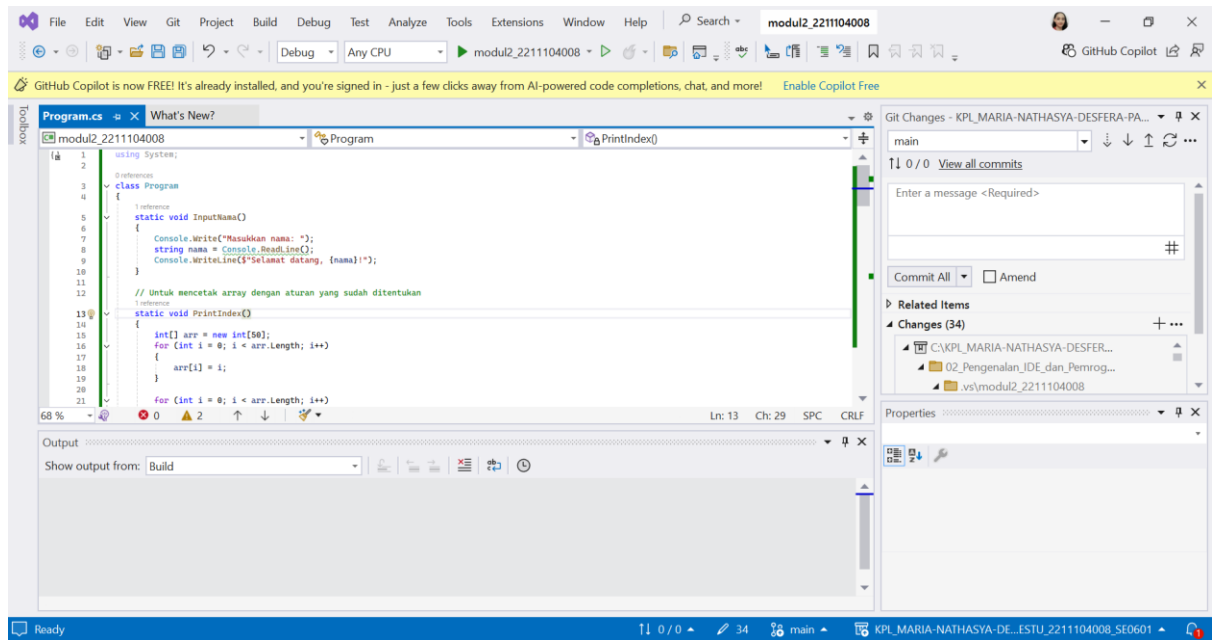 File Edit View Git Project Build Debug Test Analyze Tools Extensions Window Help Search modul2_2211104008
Debug Any CPU modul2_2211104008 GitHub Copilot
GitHub Copilot is now FREE! It's already installed, and you're signed in - just a few clicks away from AI-powered code completions, chat, and more! Enable Copilot Free
Toolbox
Program.cs What's New?
modul2_2211104008 Program PrintIndex()
1 using System;
2
0 references
3 class Program
4 {
1 reference
5 static void InputNama()
6 {
7 Console.Write("Masukkan nama: ");
8 string nama = Console.ReadLine();
9 Console.WriteLine($"Selamat datang, {nama}!");
10 }
11
12 // Untuk mencetak array dengan aturan yang sudah ditentukan
1 reference
13 static void PrintIndex()
14 {
15 int[] arr = new int[50];
16 for (int i = 0; i < arr.Length; i++)
17 {
18 arr[i] = i;
19 }
20
21 for (int i = 0; i < arr.Length; i++)
68 % 0 2 Ln: 13 Ch: 29 SPC CRLF
Output
Show output from: Build
Git Changes - KPL_MARIA-NATHASYA-DESFERA-PA...
main
0 / 0 View all commits
Enter a message <Required>
#
Commit All Amend
Related Items
Changes (34)
C:\KPL_MARIA-NATHASYA-DESFER...
02_Pengenalan_IDE_dan_Pemrog...
.vs\modul2_2211104008
Properties
Ready 0 / 0 34 main KPL_MARIA-NATHASYA-DE...ESTU_2211104008_SE0601 1